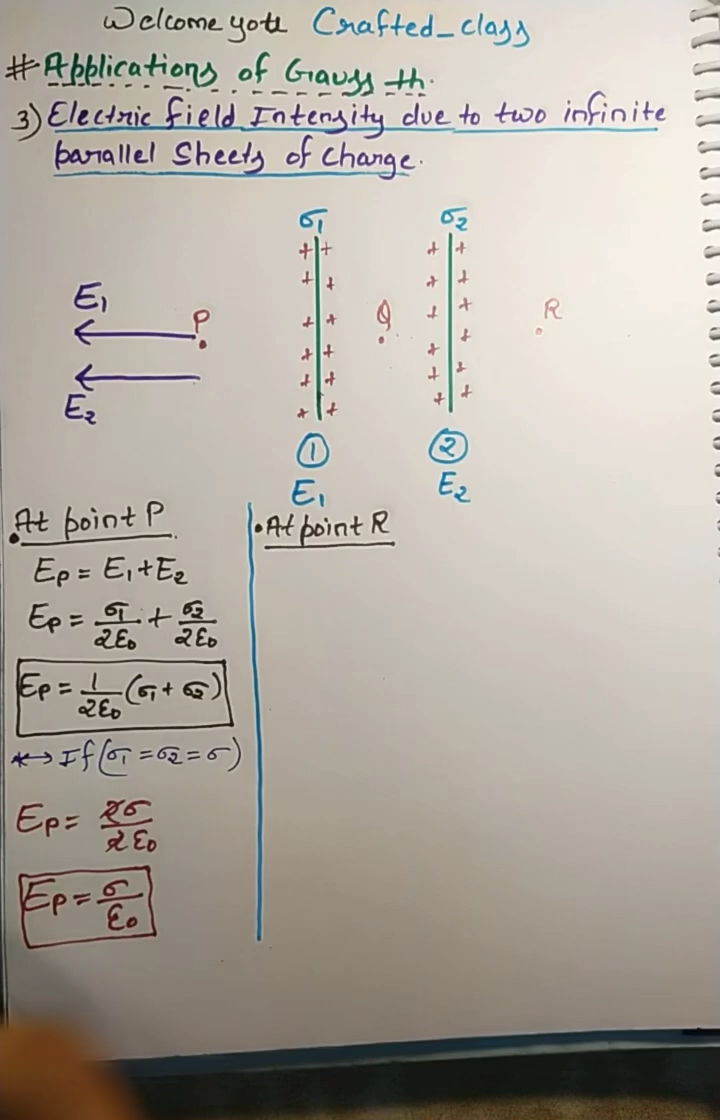 Welcome you Crafted_class
#Applications of Gauss th.
3) Electric field Intensity due to two infinite
parallel Sheets of Charge.
σ₁ σ₂
E₁
P Q R
E₂
① ②
E₁ E₂
• At point P
Eₚ = E₁ + E₂
Eₚ = σ₁/2ε₀ + σ₂/2ε₀
Eₚ = 1/2ε₀ (σ₁ + σ₂)
*→ If (σ₁ = σ₂ = σ)
Eₚ = 2σ/2ε₀
Eₚ = σ/ε₀
• At point R